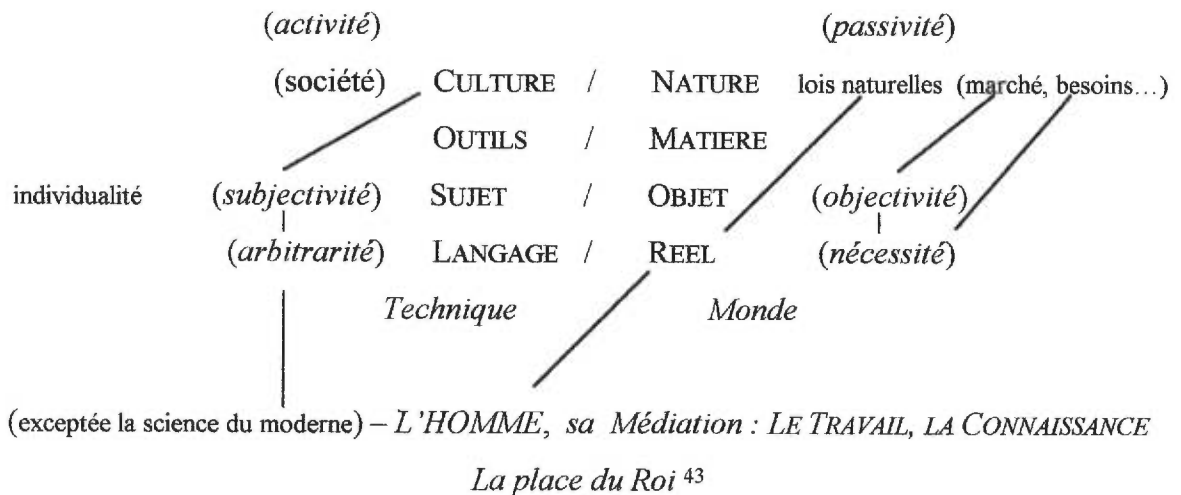 (activité) (passivité)
(société) CULTURE / NATURE lois naturelles (marché, besoins…)
OUTILS / MATIERE
individualité (subjectivité) SUJET / OBJET (objectivité)
(arbitrarité) LANGAGE / REEL (nécessité)
Technique Monde
(exceptée la science du moderne) – L'HOMME, sa Médiation : LE TRAVAIL, LA CONNAISSANCE
La place du Roi 43